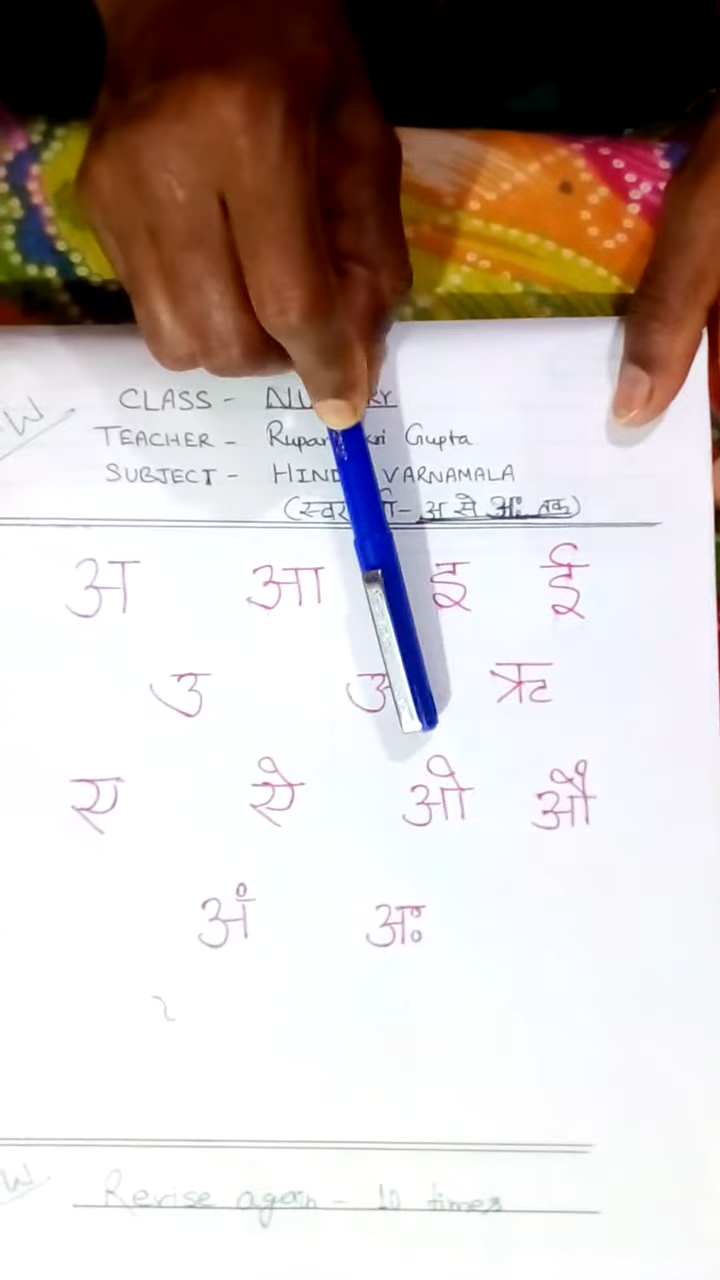 W
CLASS -
TEACHER - Gupta
SUBJECT - VARNAMALA
अ से अः तक)
अ आ इ ई
उ ऋ
ए ऐ ओ औ
अं अः
W
Revise again - 10 times